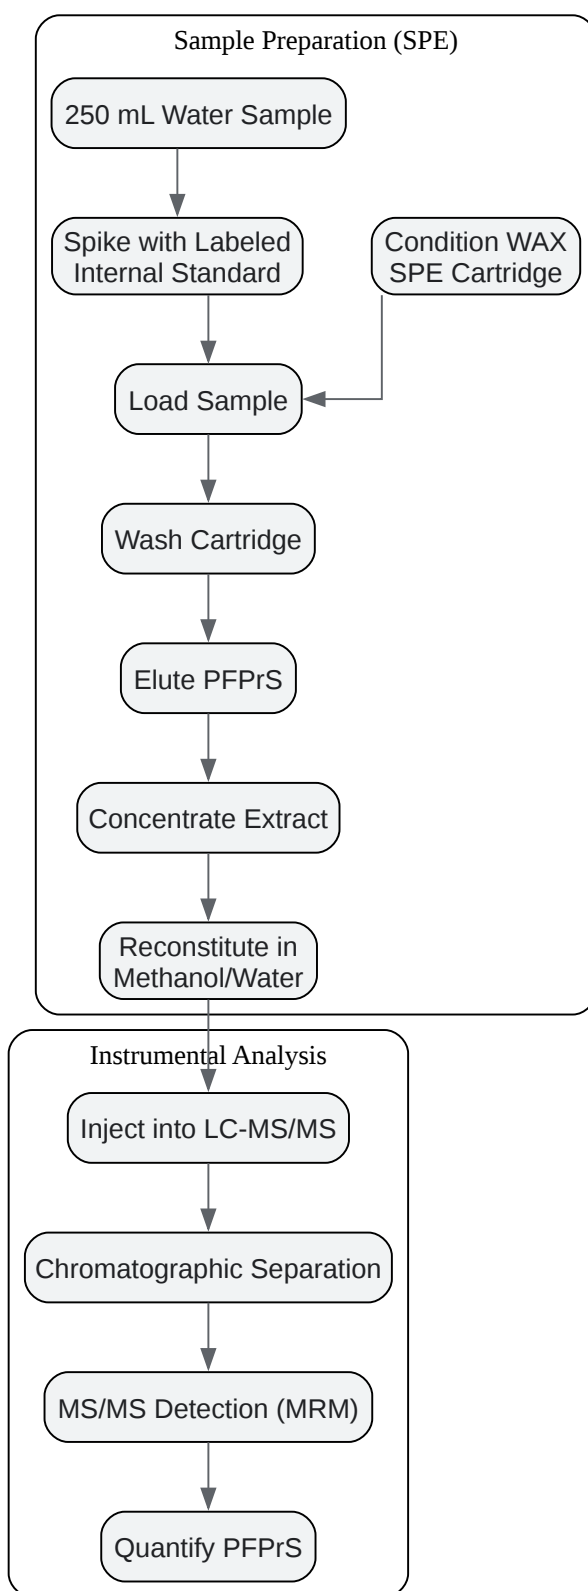 Sample Preparation (SPE)
250 mL Water Sample
Spike with Labeled
Internal Standard
Condition WAX
SPE Cartridge
Load Sample
Wash Cartridge
Elute PFPrS
Concentrate Extract
Reconstitute in
Methanol/Water
Instrumental Analysis
Inject into LC-MS/MS
Chromatographic Separation
MS/MS Detection (MRM)
Quantify PFPrS